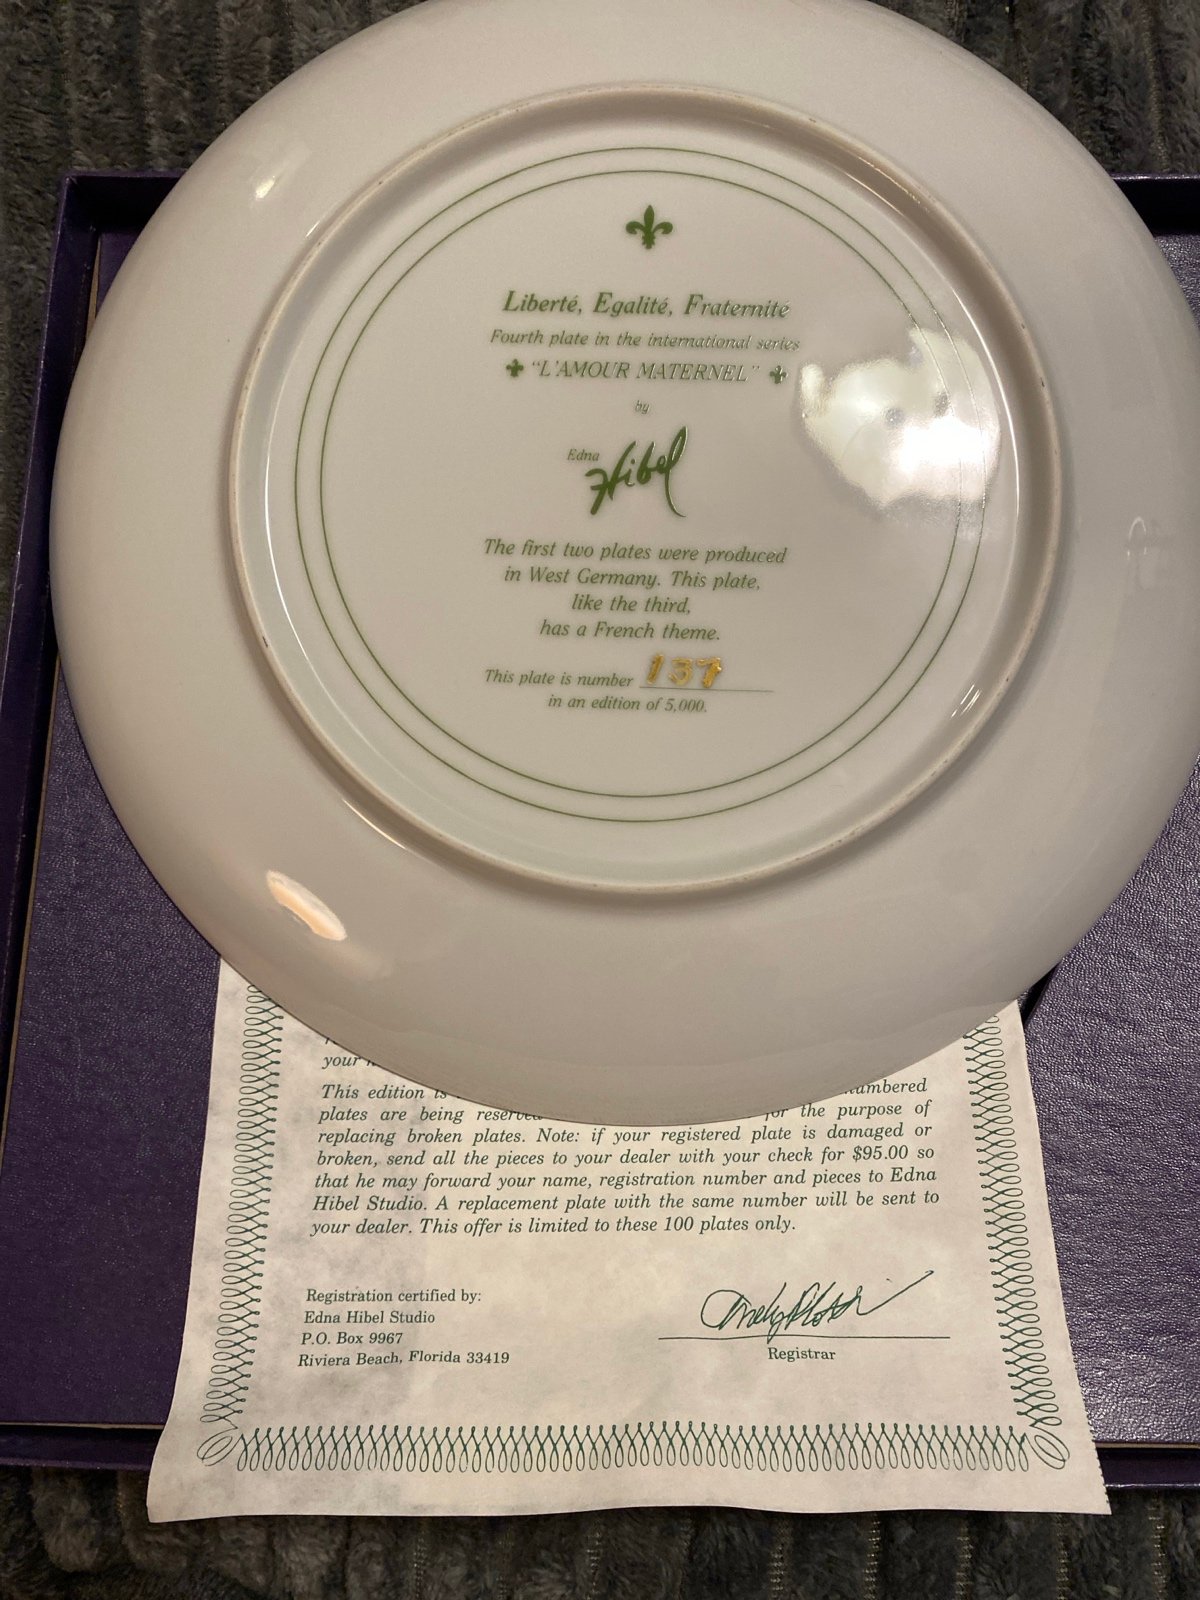 Liberté, Egalité, Fraternité
Fourth plate in the international series
"L'AMOUR MATERNEL"
by
Edna Hibel
The first two plates were produced
in West Germany. This plate,
like the third,
has a French theme.
This plate is number 137
in an edition of 5,000.
your
This edition is numbered
plates are being reserved for the purpose of
replacing broken plates. Note: if your registered plate is damaged or
broken, send all the pieces to your dealer with your check for $95.00 so
that he may forward your name, registration number and pieces to Edna
Hibel Studio. A replacement plate with the same number will be sent to
your dealer. This offer is limited to these 100 plates only.
Registration certified by:
Edna Hibel Studio
P.O. Box 9967
Riviera Beach, Florida 33419
Registrar